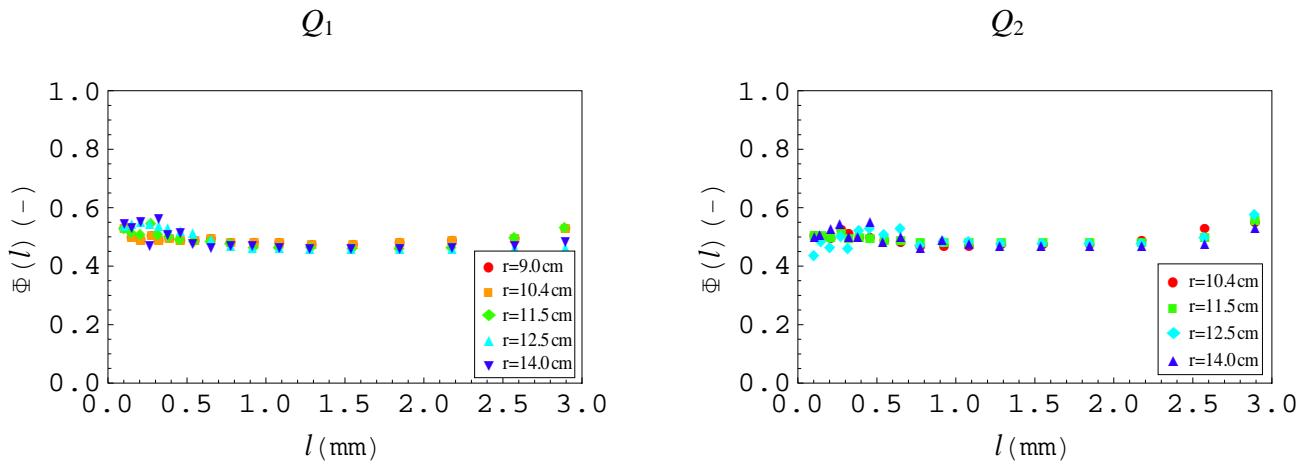 Q1
Φ(l) (−)
1.0
0.8
0.6
0.4
0.2
0.0
0.0 0.5 1.0 1.5 2.0 2.5 3.0
l (mm)
r=9.0cm
r=10.4cm
r=11.5cm
r=12.5cm
r=14.0cm
Q2
Φ(l) (−)
1.0
0.8
0.6
0.4
0.2
0.0
0.0 0.5 1.0 1.5 2.0 2.5 3.0
l (mm)
r=10.4cm
r=11.5cm
r=12.5cm
r=14.0cm